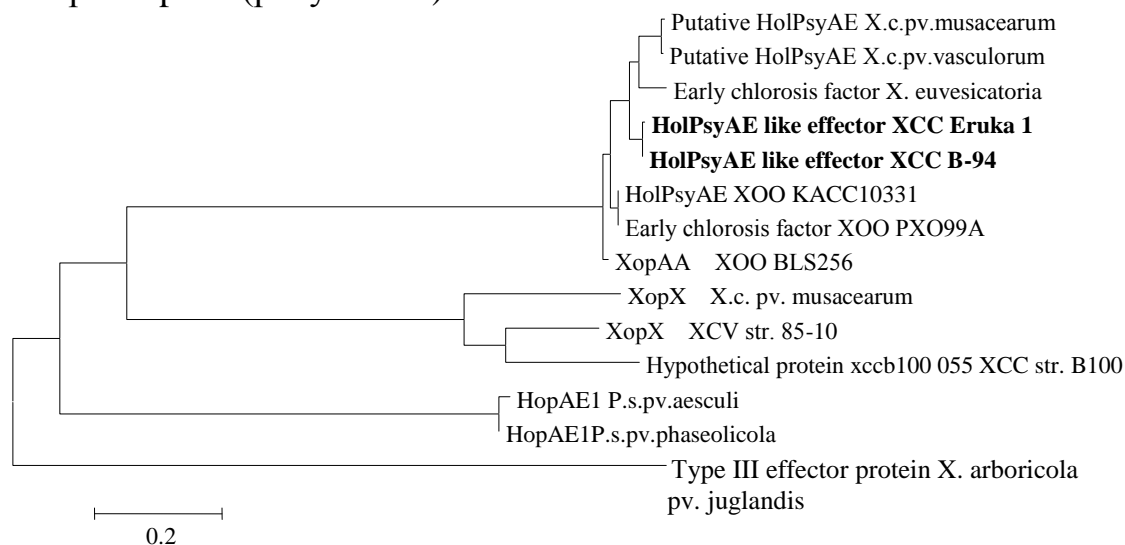 Putative HolPsyAE X.c.pv.musacearum
Putative HolPsyAE X.c.pv.vasculorum
Early chlorosis factor X. euvesicatoria
HolPsyAE like effector XCC Eruka 1
HolPsyAE like effector XCC B-94
HolPsyAE XOO KACC10331
Early chlorosis factor XOO PXO99A
XopAA XOO BLS256
XopX X.c. pv. musacearum
XopX XCV str. 85-10
Hypothetical protein xccb100 055 XCC str. B100
HopAE1 P.s.pv.aesculi
HopAE1P.s.pv.phaseolicola
Type III effector protein X. arboricola
pv. juglandis
0.2